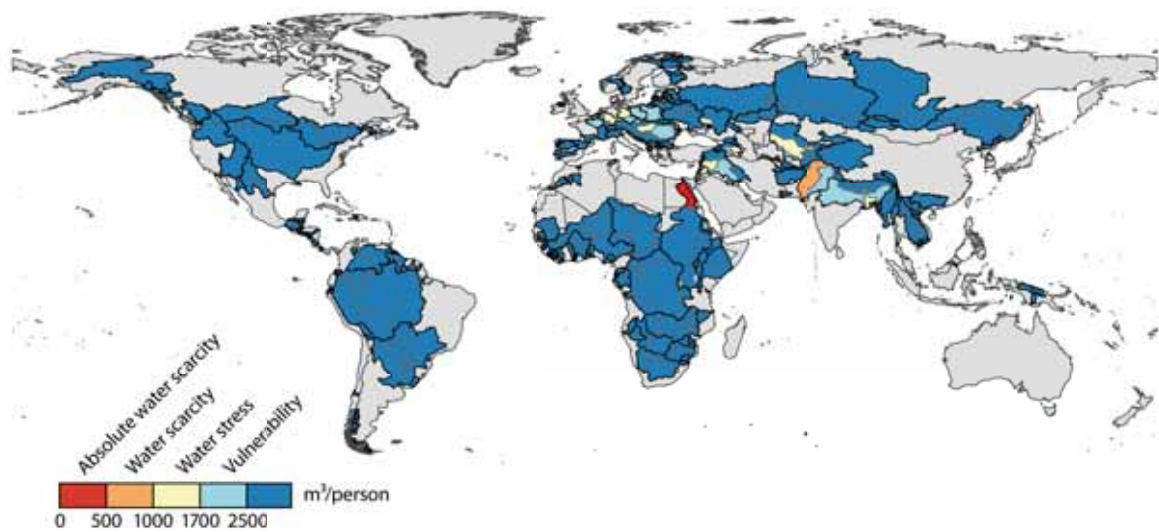 Absolute water scarcity
Water scarcity
Water stress
Vulnerability
m³/person
0 500 1000 1700 2500